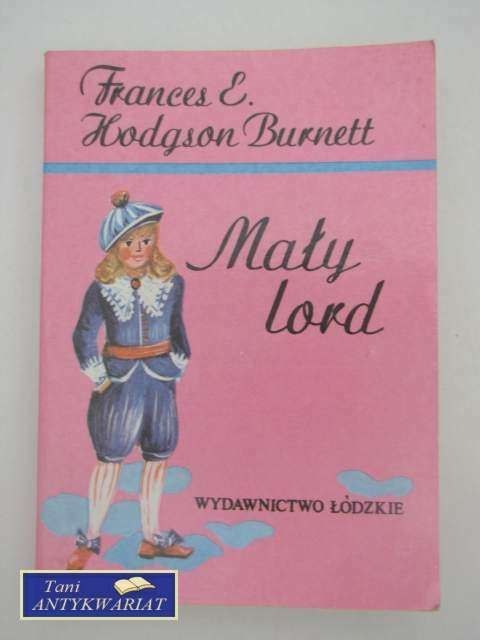 Frances E.
Hodgson Burnett
Mały
lord
WYDAWNICTWO ŁÓDZKIE
Tani
ANTYKWARIAT